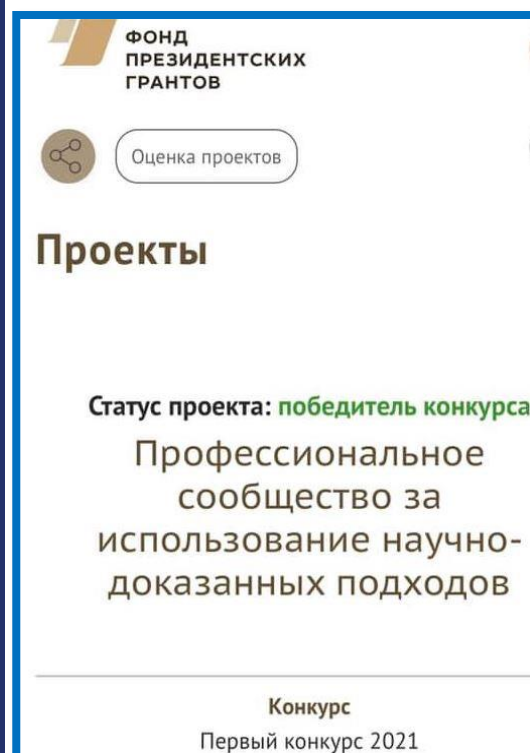 ФОНД
ПРЕЗИДЕНТСКИХ
ГРАНТОВ
Оценка проектов
Проекты
Статус проекта: победитель конкурса
Профессиональное
сообщество за
использование научно-
доказанных подходов
Конкурс
Первый конкурс 2021